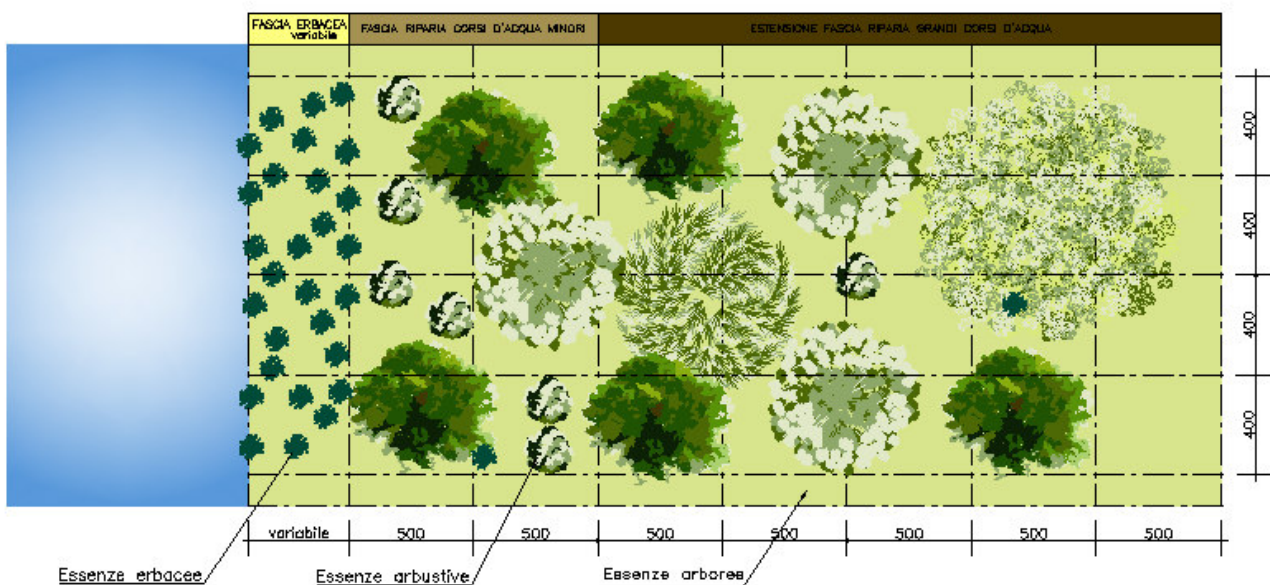 FASCIA ERBACEA
variabile
FASCIA RIPARIA CORSI D'ACQUA MINORI
ESTENSIONE FASCIA RIPARIA GRANDI CORSI D'ACQUA
400
400
400
400
variabile
500
500
500
500
500
500
500
Essenze erbacee
Essenze arbustive
Essenze arboree